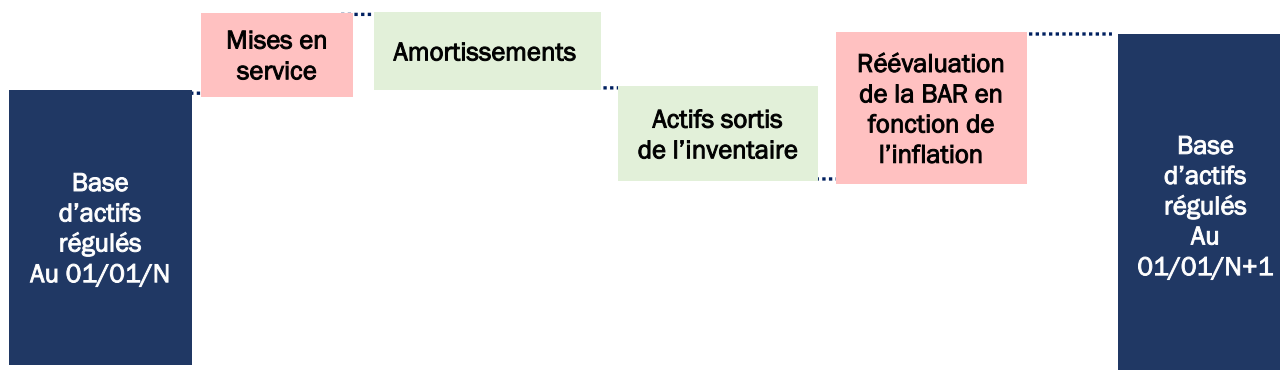 Base
d’actifs
régulés
Au 01/01/N
Mises en
service
Amortissements
Actifs sortis
de l’inventaire
Réévaluation
de la BAR en
fonction de
l’inflation
Base
d’actifs
régulés
Au
01/01/N+1